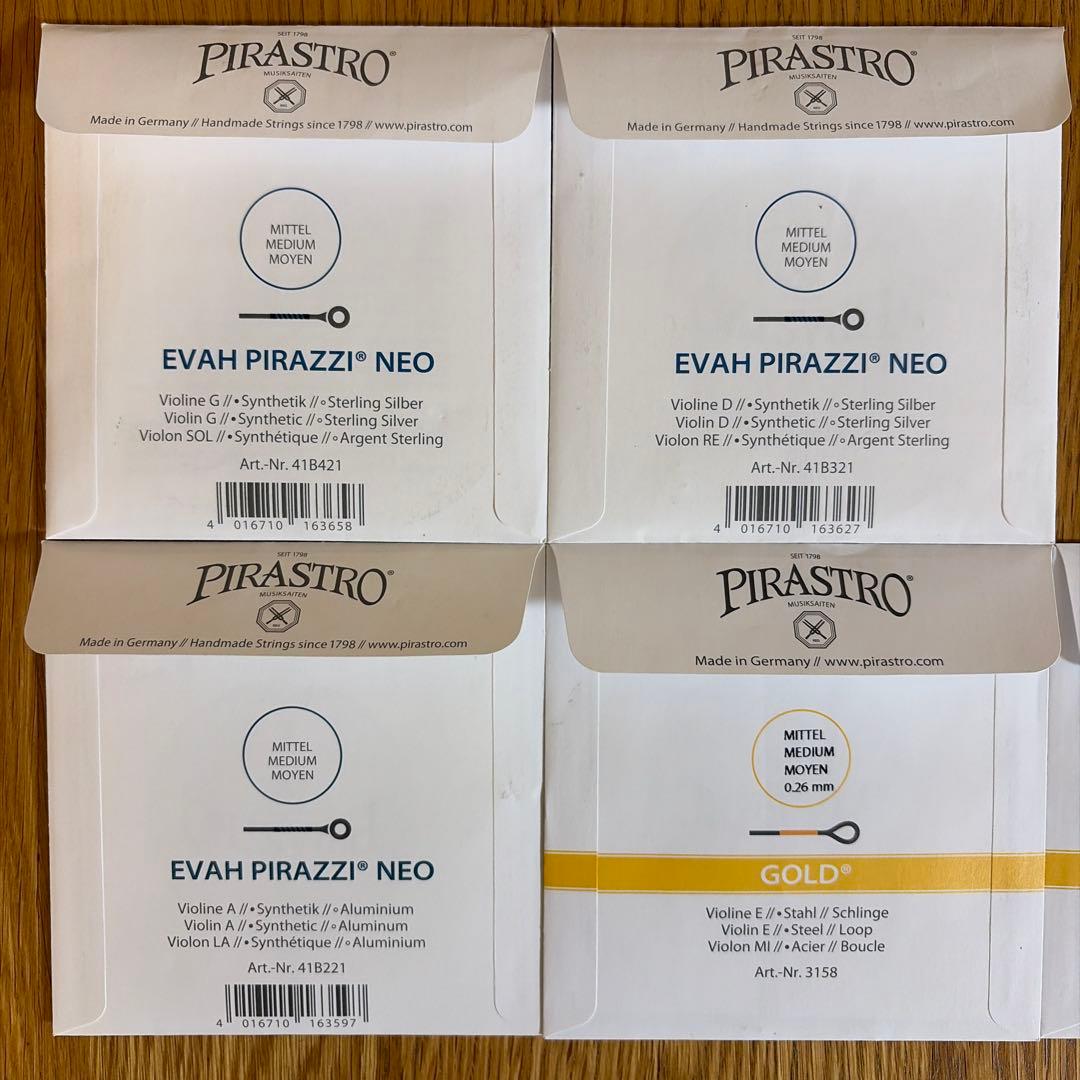 SEIT 1798
PIRASTRO®
MUSIKSAITEN
Made in Germany // Handmade Strings since 1798 // www.pirastro.com
MITTEL
MEDIUM
MOYEN
EVAH PIRAZZI® NEO
Violine G //•Synthetik //∘Sterling Silber
Violin G //•Synthetic //∘Sterling Silver
Violon SOL //•Synthétique //∘Argent Sterling
Art.-Nr. 41B421
4 016710 163658
SEIT 1798
PIRASTRO®
MUSIKSAITEN
Made in Germany // Handmade Strings since 1798 // www.pirastro.com
MITTEL
MEDIUM
MOYEN
EVAH PIRAZZI® NEO
Violine D //•Synthetik //∘Sterling Silber
Violin D //•Synthetic //∘Sterling Silver
Violon RE //•Synthétique //∘Argent Sterling
Art.-Nr. 41B321
4 016710 163627
SEIT 1798
PIRASTRO®
MUSIKSAITEN
Made in Germany // Handmade Strings since 1798 // www.pirastro.com
MITTEL
MEDIUM
MOYEN
EVAH PIRAZZI® NEO
Violine A //•Synthetik //∘Aluminium
Violin A //•Synthetic //∘Aluminum
Violon LA //•Synthétique //∘Aluminium
Art.-Nr. 41B221
4 016710 163597
SEIT 1798
PIRASTRO®
MUSIKSAITEN
Made in Germany // www.pirastro.com
MITTEL
MEDIUM
MOYEN
0.26 mm
GOLD®
Violine E //•Stahl // Schlinge
Violin E //•Steel // Loop
Violon MI //•Acier // Boucle
Art.-Nr. 3158